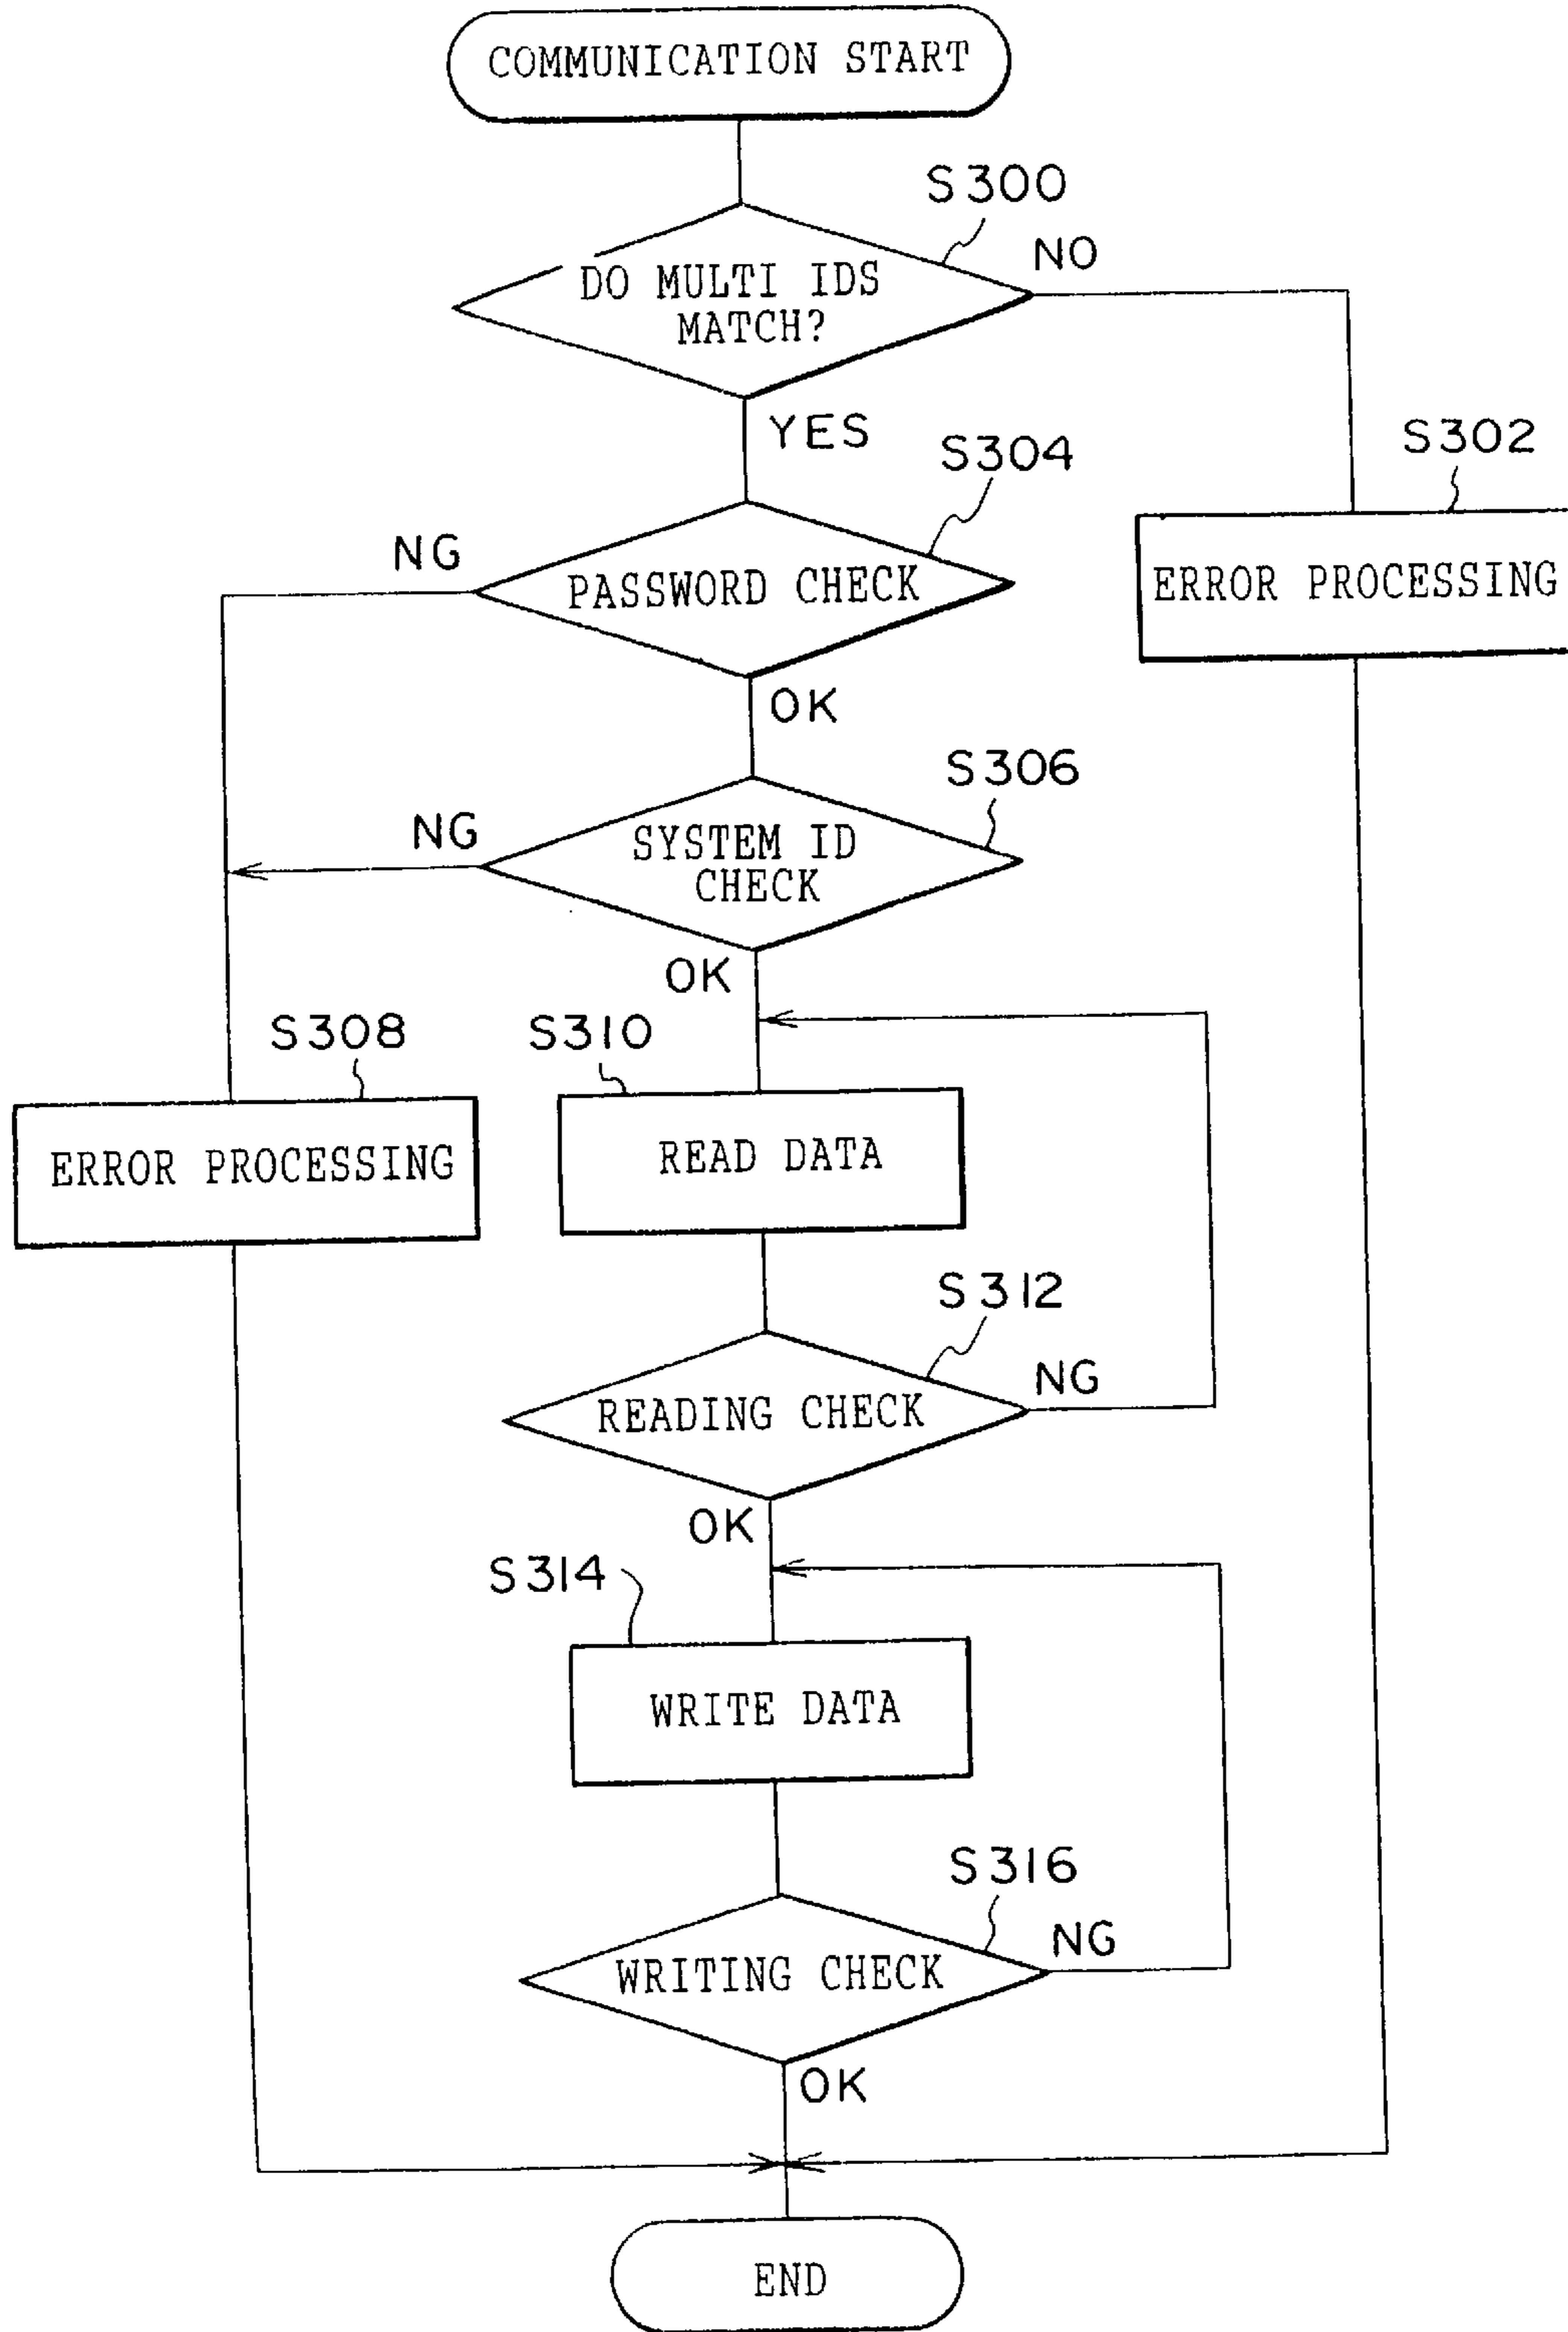 COMMUNICATION START
S300
DO MULTI IDS
MATCH?
NO
YES
S304
S302
NG
PASSWORD CHECK
ERROR PROCESSING
OK
S306
NG
SYSTEM ID
CHECK
OK
S308
S310
ERROR PROCESSING
READ DATA
S312
READING CHECK
NG
OK
S314
WRITE DATA
S316
WRITING CHECK
NG
OK
END